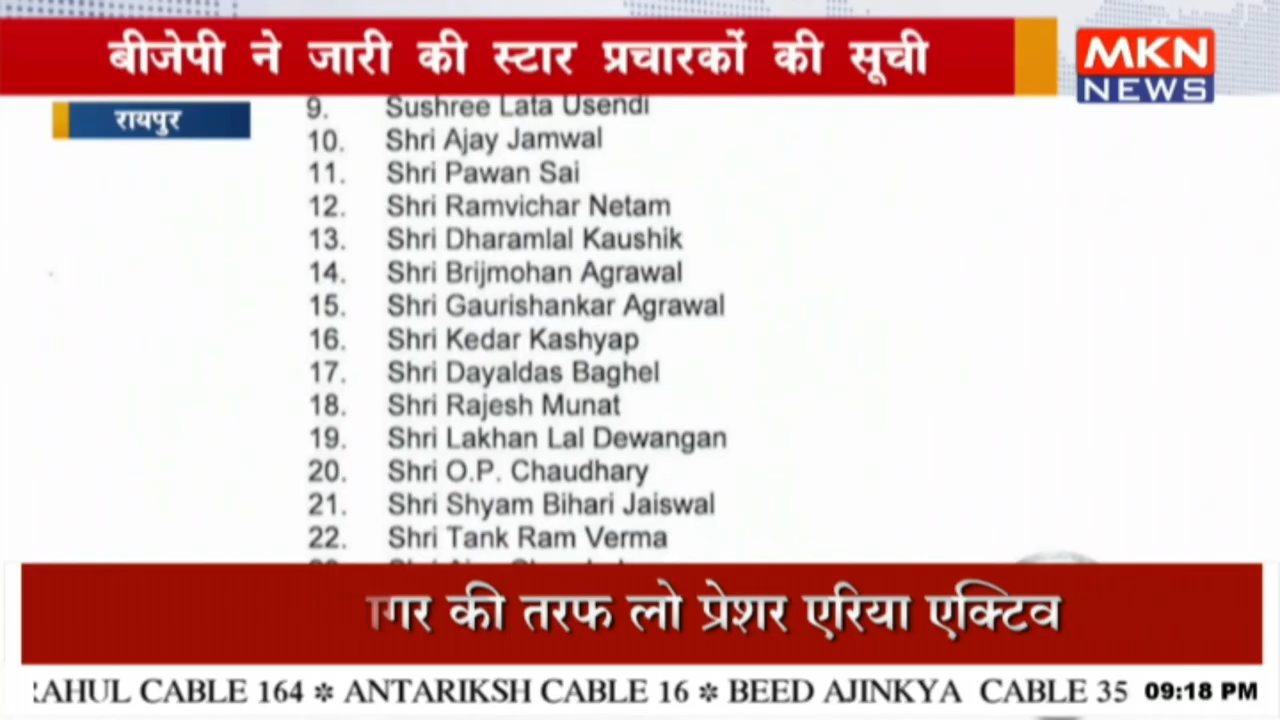 बीजेपी ने जारी की स्टार प्रचारकों की सूची
MKN
NEWS
रायपुर
9. Sushree Lata Usendi
10. Shri Ajay Jamwal
11. Shri Pawan Sai
12. Shri Ramvichar Netam
13. Shri Dharamlal Kaushik
14. Shri Brijmohan Agrawal
15. Shri Gaurishankar Agrawal
16. Shri Kedar Kashyap
17. Shri Dayaldas Baghel
18. Shri Rajesh Munat
19. Shri Lakhan Lal Dewangan
20. Shri O.P. Chaudhary
21. Shri Shyam Bihari Jaiswal
22. Shri Tank Ram Verma
की तरफ लो प्रेशर एरिया एक्टिव
CABLE 164 ✼ ANTARIKSH CABLE 16 ✼ BEED AJINKYA CABLE 35 09:18 PM